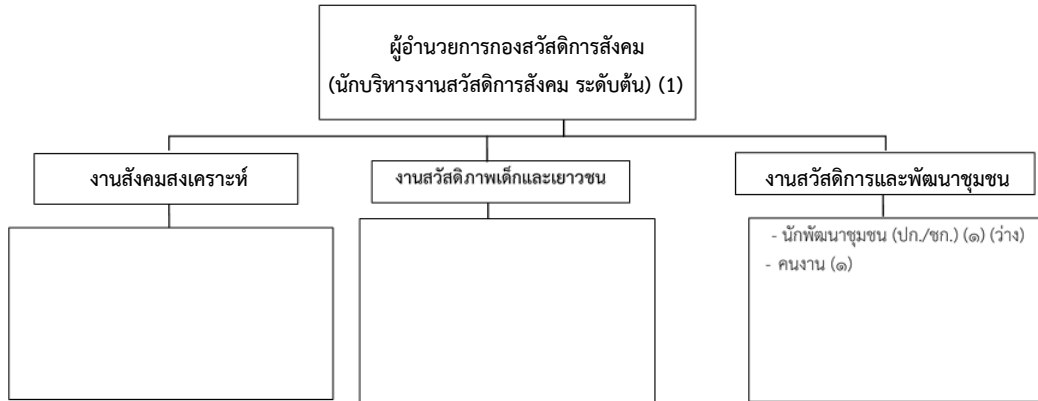 ผู้อำนวยการกองสวัสดิการสังคม
(นักบริหารงานสวัสดิการสังคม ระดับต้น) (1)
งานสังคมสงเคราะห์
งานสวัสดิภาพเด็กและเยาวชน
งานสวัสดิการและพัฒนาชุมชน
- นักพัฒนาชุมชน (ปก./ชก.) (๑) (ว่าง)
- คนงาน (๑)